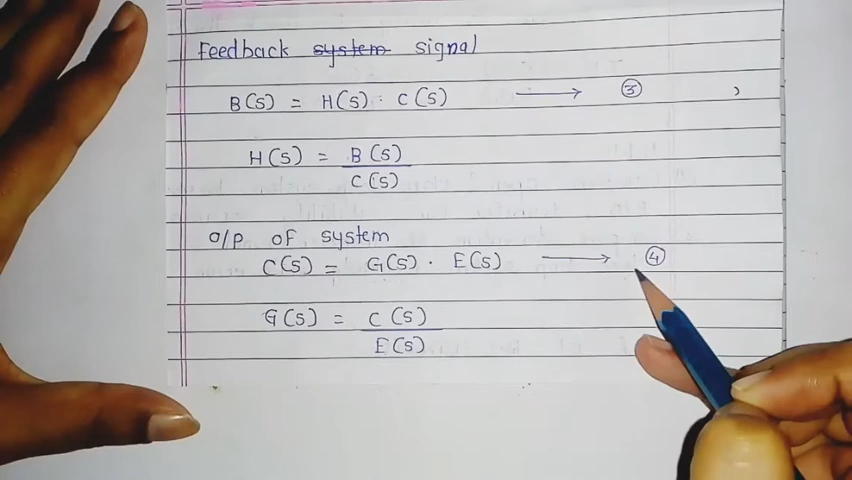 Feedback system signal
B(S) = H(S) . C(S) → ③ ,
H(S) = B(S)
C(S)
O/P OF system
C(S) = G(S) . E(S) → ④
G(S) = C(S)
E(S)